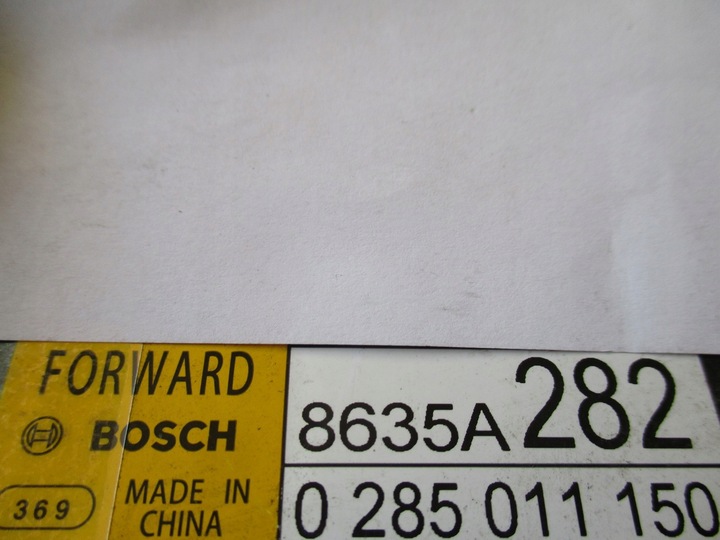 FORWARD
BOSCH
369
MADE IN
CHINA
8635A282
0 285 011 150